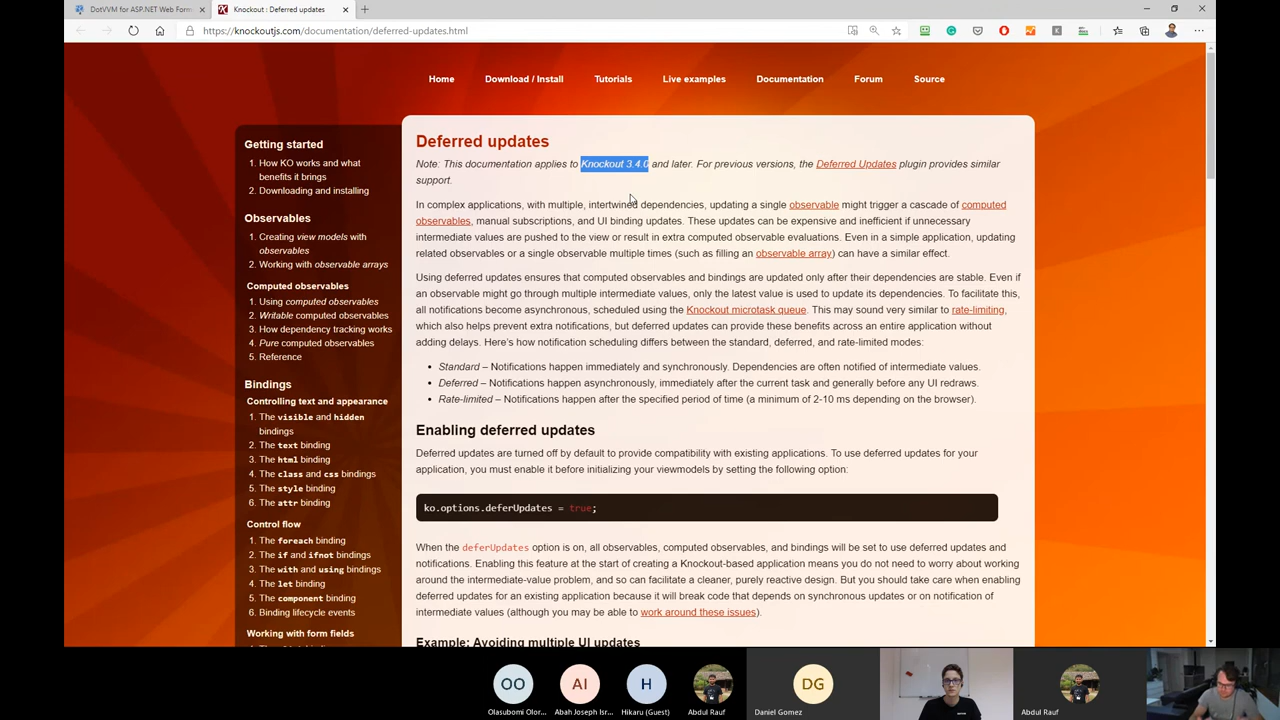 DotVVM for ASP.NET Web Form
Knockout : Deferred updates
https://knockoutjs.com/documentation/deferred-updates.html
Home
Download / Install
Tutorials
Live examples
Documentation
Forum
Source
Getting started
1. How KO works and what
benefits it brings
2. Downloading and installing
Observables
1. Creating view models with
observables
2. Working with observable arrays
Computed observables
1. Using computed observables
2. Writable computed observables
3. How dependency tracking works
4. Pure computed observables
5. Reference
Bindings
Controlling text and appearance
1. The visible and hidden
bindings
2. The text binding
3. The html binding
4. The class and css bindings
5. The style binding
6. The attr binding
Control flow
1. The foreach binding
2. The if and ifnot bindings
3. The with and using bindings
4. The let binding
5. The component binding
6. Binding lifecycle events
Working with form fields
Deferred updates
Note: This documentation applies to Knockout 3.4.0 and later. For previous versions, the Deferred Updates plugin provides similar
support.
In complex applications, with multiple, intertwined dependencies, updating a single observable might trigger a cascade of computed
observables, manual subscriptions, and UI binding updates. These updates can be expensive and inefficient if unnecessary
intermediate values are pushed to the view or result in extra computed observable evaluations. Even in a simple application, updating
related observables or a single observable multiple times (such as filling an observable array) can have a similar effect.
Using deferred updates ensures that computed observables and bindings are updated only after their dependencies are stable. Even if
an observable might go through multiple intermediate values, only the latest value is used to update its dependencies. To facilitate this,
all notifications become asynchronous, scheduled using the Knockout microtask queue. This may sound very similar to rate-limiting,
which also helps prevent extra notifications, but deferred updates can provide these benefits across an entire application without
adding delays. Here's how notification scheduling differs between the standard, deferred, and rate-limited modes:
• Standard – Notifications happen immediately and synchronously. Dependencies are often notified of intermediate values.
• Deferred – Notifications happen asynchronously, immediately after the current task and generally before any UI redraws.
• Rate-limited – Notifications happen after the specified period of time (a minimum of 2-10 ms depending on the browser).
Enabling deferred updates
Deferred updates are turned off by default to provide compatibility with existing applications. To use deferred updates for your
application, you must enable it before initializing your viewmodels by setting the following option:
ko.options.deferUpdates = true;
When the deferUpdates option is on, all observables, computed observables, and bindings will be set to use deferred updates and
notifications. Enabling this feature at the start of creating a Knockout-based application means you do not need to worry about working
around the intermediate-value problem, and so can facilitate a cleaner, purely reactive design. But you should take care when enabling
deferred updates for an existing application because it will break code that depends on synchronous updates or on notification of
intermediate values (although you may be able to work around these issues).
Example: Avoiding multiple UI updates
OO
AI
H
DG
Olasubomi Olor...
Abah Joseph Isr...
Hikaru (Guest)
Abdul Rauf
Daniel Gomez
Abdul Rauf